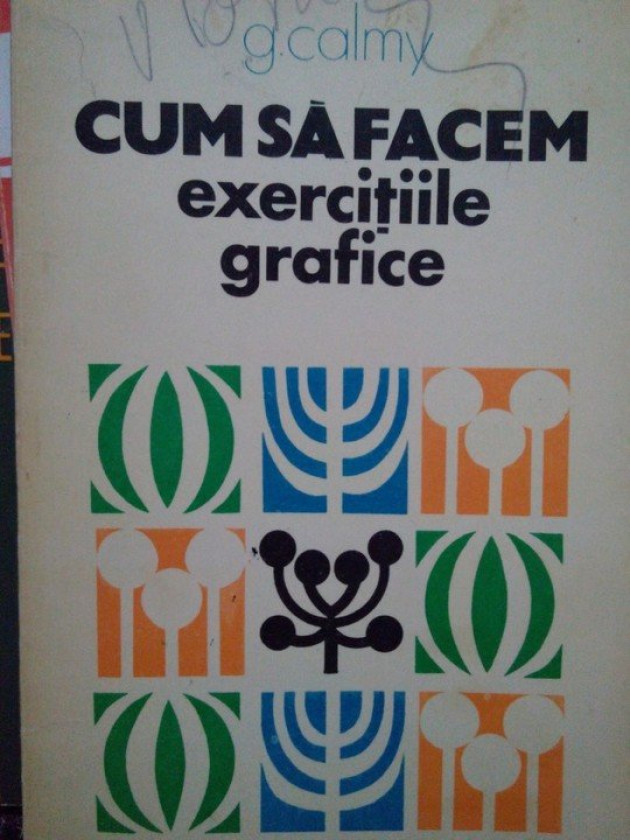 g.calmy
CUM SĂ FACEM
exercițiile
grafice